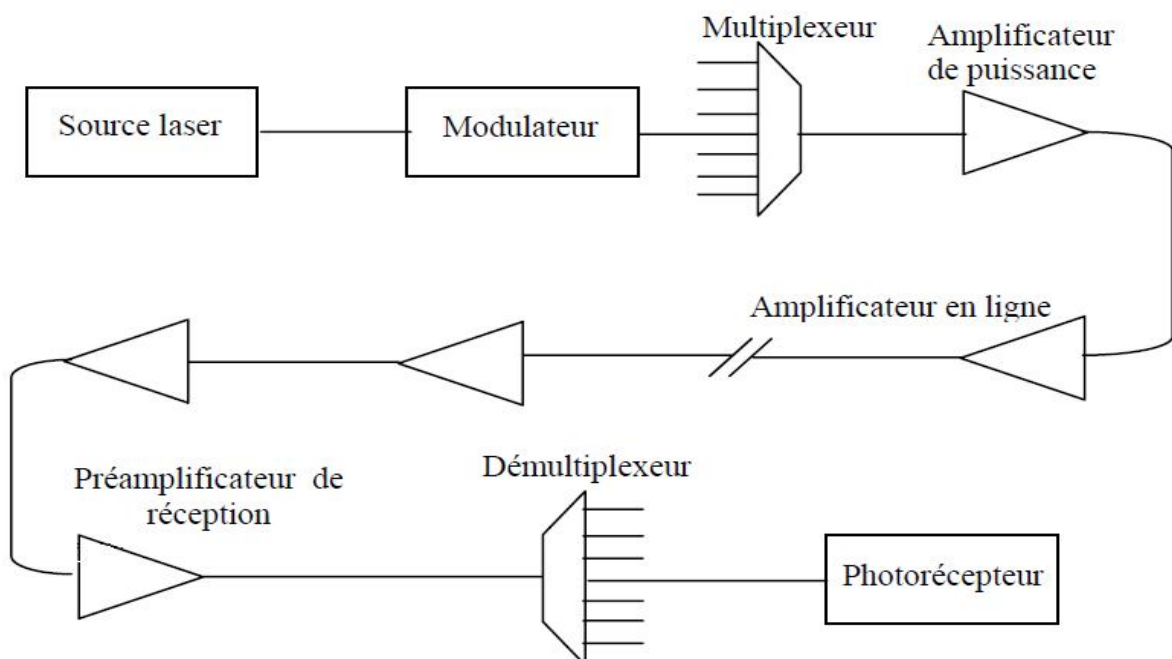 Multiplexeur
Amplificateur
de puissance
Source laser
Modulateur
Amplificateur en ligne
Préamplificateur de
réception
Démultiplexeur
Photorécepteur